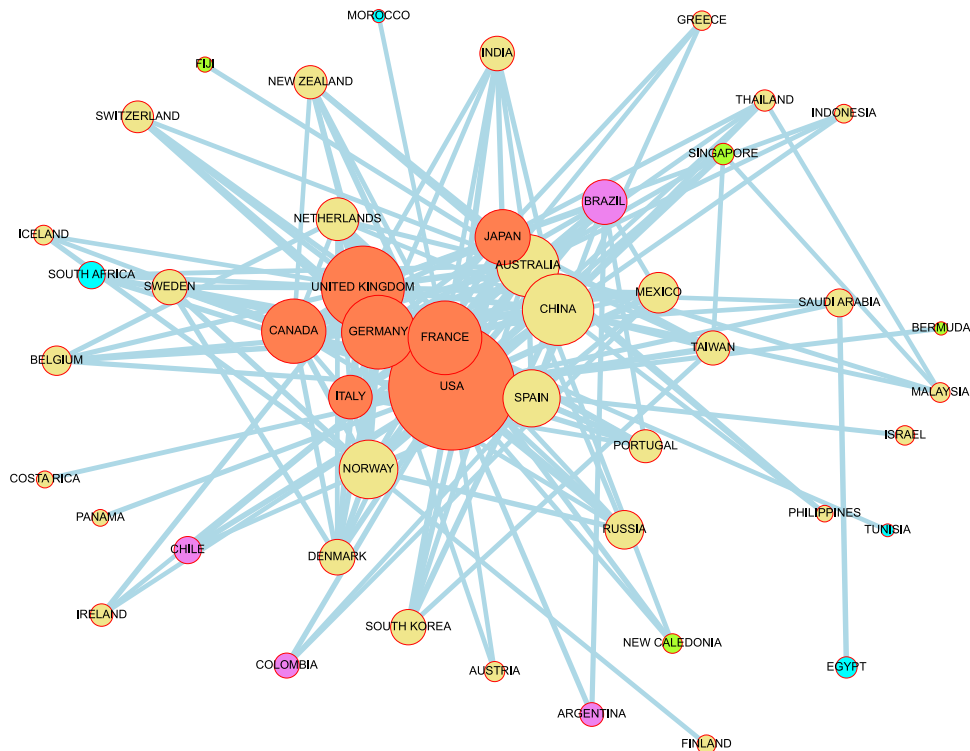 MOROCCO
GREECE
INDIA
FIJI
NEW ZEALAND
THAILAND
INDONESIA
SWITZERLAND
SINGAPORE
BRAZIL
NETHERLANDS
ICELAND
JAPAN
AUSTRALIA
SOUTH AFRICA
SWEDEN
UNITED KINGDOM
MEXICO
SAUDI ARABIA
CHINA
BERMUDA
CANADA
GERMANY
FRANCE
TAIWAN
BELGIUM
USA
MALAYSIA
ITALY
SPAIN
ISRAEL
PORTUGAL
NORWAY
COSTA RICA
PHILIPPINES
PANAMA
RUSSIA
TUNISIA
CHILE
DENMARK
IRELAND
SOUTH KOREA
NEW CALEDONIA
COLOMBIA
AUSTRIA
EGYPT
ARGENTINA
FINLAND